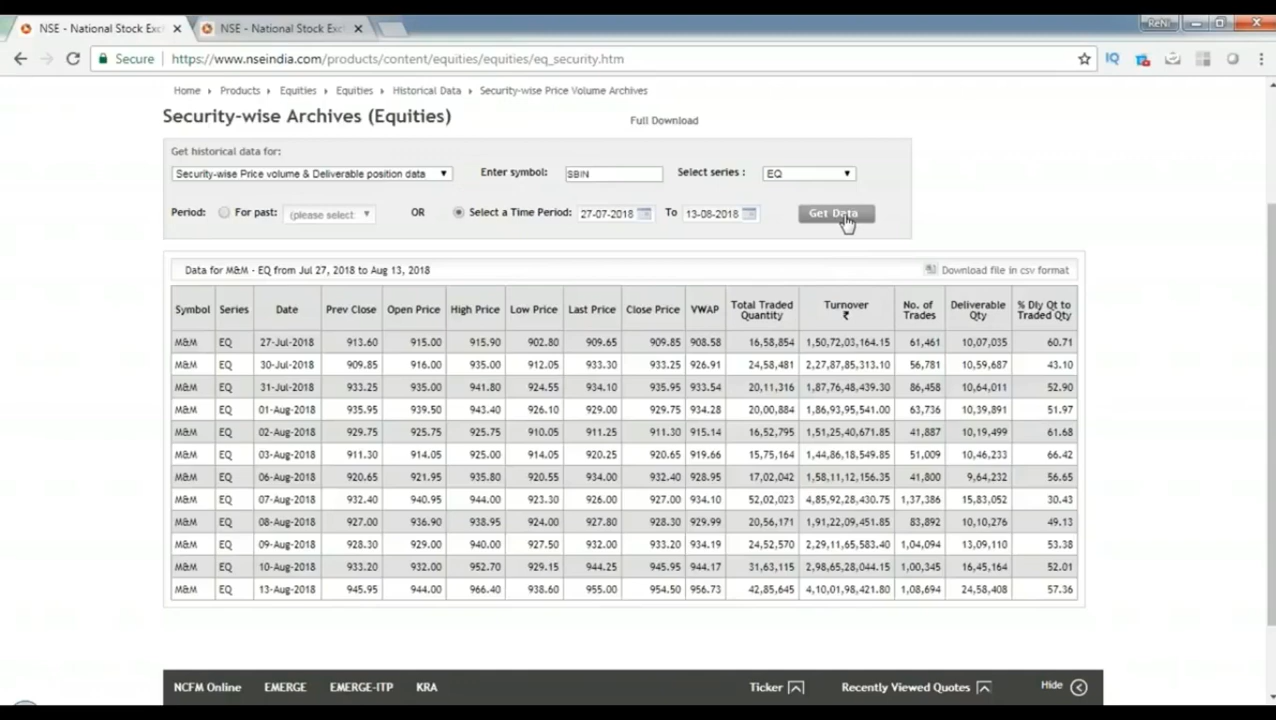 NSE - National Stock Exc
NSE - National Stock Exc
ReNi
Secure https://www.nseindia.com/products/content/equities/equities/eq_security.htm
Home Products Equities Equities Historical Data Security-wise Price Volume Archives
Security-wise Archives (Equities) Full Download
Get historical data for:
Security-wise Price volume & Deliverable position data Enter symbol: SBIN Select series : EQ
Period: For past: (please select OR Select a Time Period: 27-07-2018 To 13-08-2018 Get Data
Data for M&M - EQ from Jul 27, 2018 to Aug 13, 2018 Download file in csv format
Symbol Series Date Prev Close Open Price High Price Low Price Last Price Close Price VWAP Total Traded Quantity Turnover ₹ No. of Trades Deliverable Qty % Dly Qt to Traded Qty
M&M EQ 27-Jul-2018 913.60 915.00 915.90 902.80 909.65 909.85 908.58 16,58,854 1,50,72,03,164.15 61,461 10,07,035 60.71
M&M EQ 30-Jul-2018 909.85 916.00 935.00 912.05 933.30 933.25 926.91 24,58,481 2,27,87,85,313.10 56,781 10,59,687 43.10
M&M EQ 31-Jul-2018 933.25 935.00 941.80 924.55 934.10 935.95 933.54 20,11,316 1,87,76,48,439.30 86,458 10,64,011 52.90
M&M EQ 01-Aug-2018 935.95 939.50 943.40 926.10 929.00 929.75 934.28 20,00,884 1,86,93,95,541.00 63,736 10,39,891 51.97
M&M EQ 02-Aug-2018 929.75 925.75 925.75 910.05 911.25 911.30 915.14 16,52,795 1,51,25,40,671.85 41,887 10,19,499 61.68
M&M EQ 03-Aug-2018 911.30 914.05 925.00 914.05 920.25 920.65 919.66 15,75,164 1,44,86,18,549.85 51,009 10,46,233 66.42
M&M EQ 06-Aug-2018 920.65 921.95 935.80 920.55 934.00 932.40 928.95 17,02,042 1,58,11,12,156.35 41,800 9,64,232 56.65
M&M EQ 07-Aug-2018 932.40 940.95 944.00 923.30 926.00 927.00 934.10 52,02,023 4,85,92,28,430.75 1,37,386 15,83,052 30.43
M&M EQ 08-Aug-2018 927.00 936.90 938.95 924.00 927.80 928.30 929.99 20,56,171 1,91,22,09,451.85 83,892 10,10,276 49.13
M&M EQ 09-Aug-2018 928.30 929.00 940.00 927.50 932.00 933.20 934.19 24,52,570 2,29,11,65,583.40 1,04,094 13,09,110 53.38
M&M EQ 10-Aug-2018 933.20 932.00 952.70 929.15 944.25 945.95 944.17 31,63,115 2,98,65,28,044.15 1,00,345 16,45,164 52.01
M&M EQ 13-Aug-2018 945.95 944.00 966.40 938.60 955.00 954.50 956.73 42,85,645 4,10,01,98,421.80 1,08,694 24,58,408 57.36
NCFM Online EMERGE EMERGE-ITP KRA Ticker Recently Viewed Quotes Hide